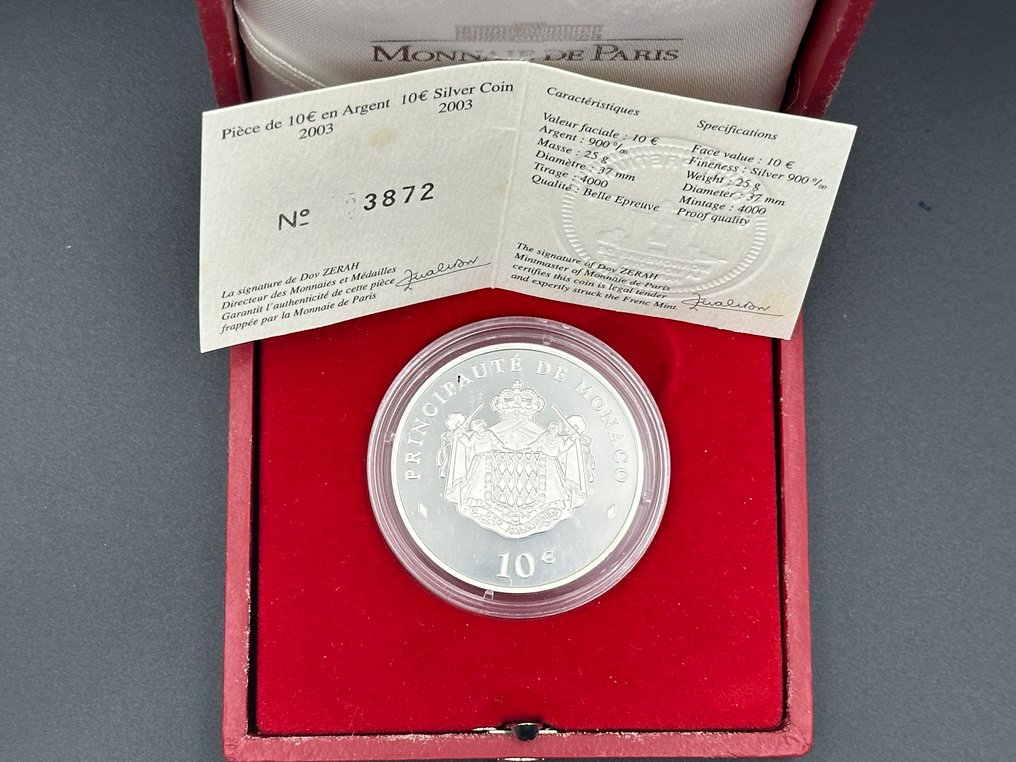 MONNAIE DE PARIS
Pièce de 10€ en Argent 10€ Silver Coin
2003 2003
Nº 3872
La signature de Dov ZERAH
Directeur des Monnaies et Médailles
Garantit l'authenticité de cette pièce
frappée par la Monnaie de Paris
Caractéristiques
Valeur faciale : 10 €
Argent : 900 ‰
Masse : 25 g
Diamètre : 37 mm
Tirage : 4000
Qualité : Belle Epreuve
Specifications
Face value : 10 €
Fineness : Silver 900 ‰
Weight : 25 g
Diameter : 37 mm
Mintage : 4000
Proof quality
The signature of Dov ZERAH
Mintmaster of Monnaie de Paris
certifies this coin is legal tender
and expertly struck the Frenc Mint.
PRINCIPAUTÉ DE MONACO
10 €